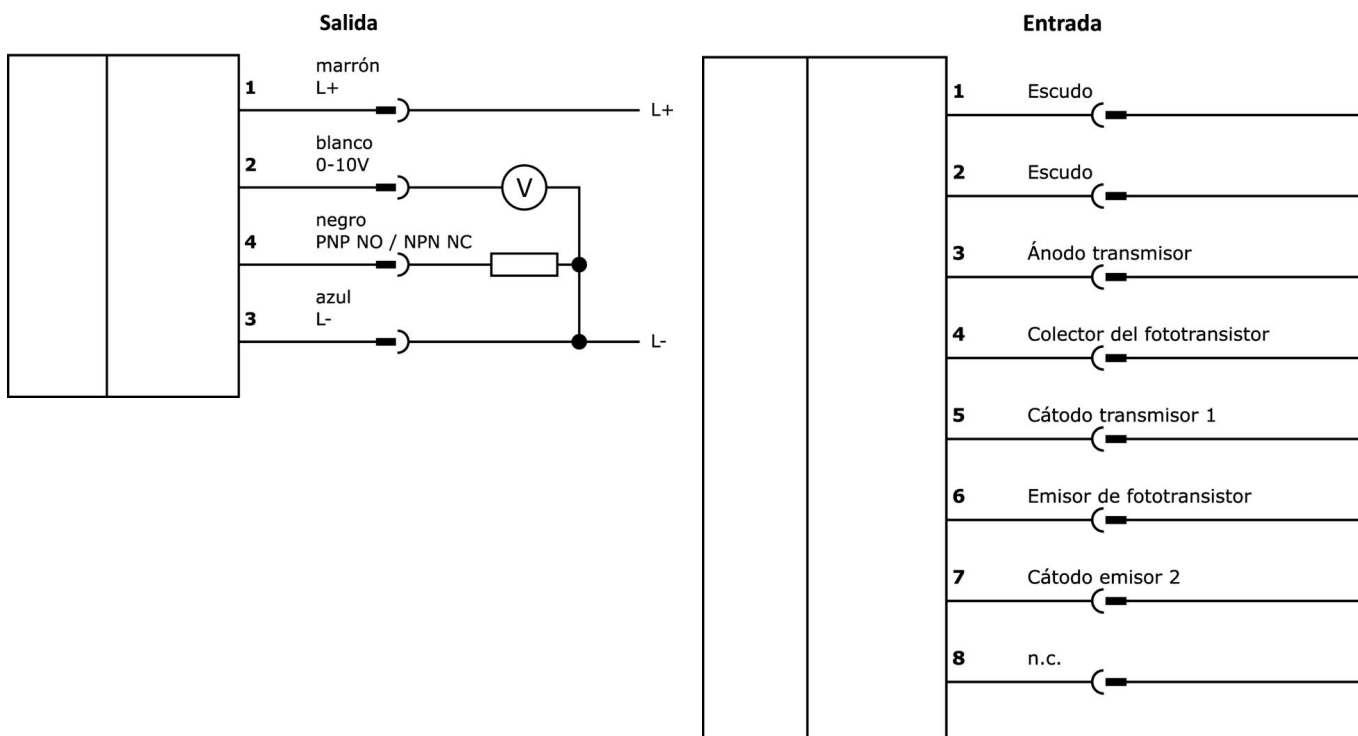 Salida
1
marrón
L+
L+
2
blanco
0-10V
V
4
negro
PNP NO / NPN NC
3
azul
L-
L-
Entrada
1 Escudo
2 Escudo
3 Ánodo transmisor
4 Colector del fototransistor
5 Cátodo transmisor 1
6 Emisor de fototransistor
7 Cátodo emisor 2
8 n.c.